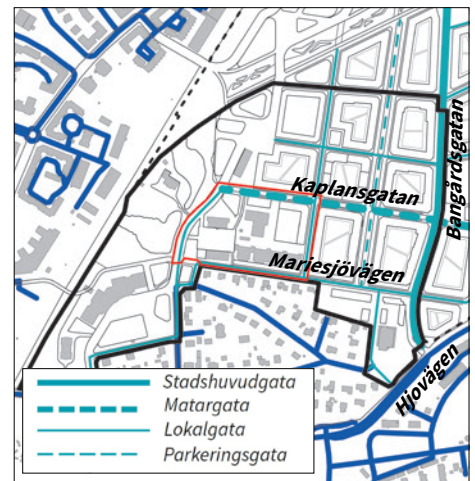 Kaplansgatan
Bangårdsgatan
Mariesjövägen
Hjovägen
Stadshuvudgata
Matargata
Lokalgata
Parkeringsgata